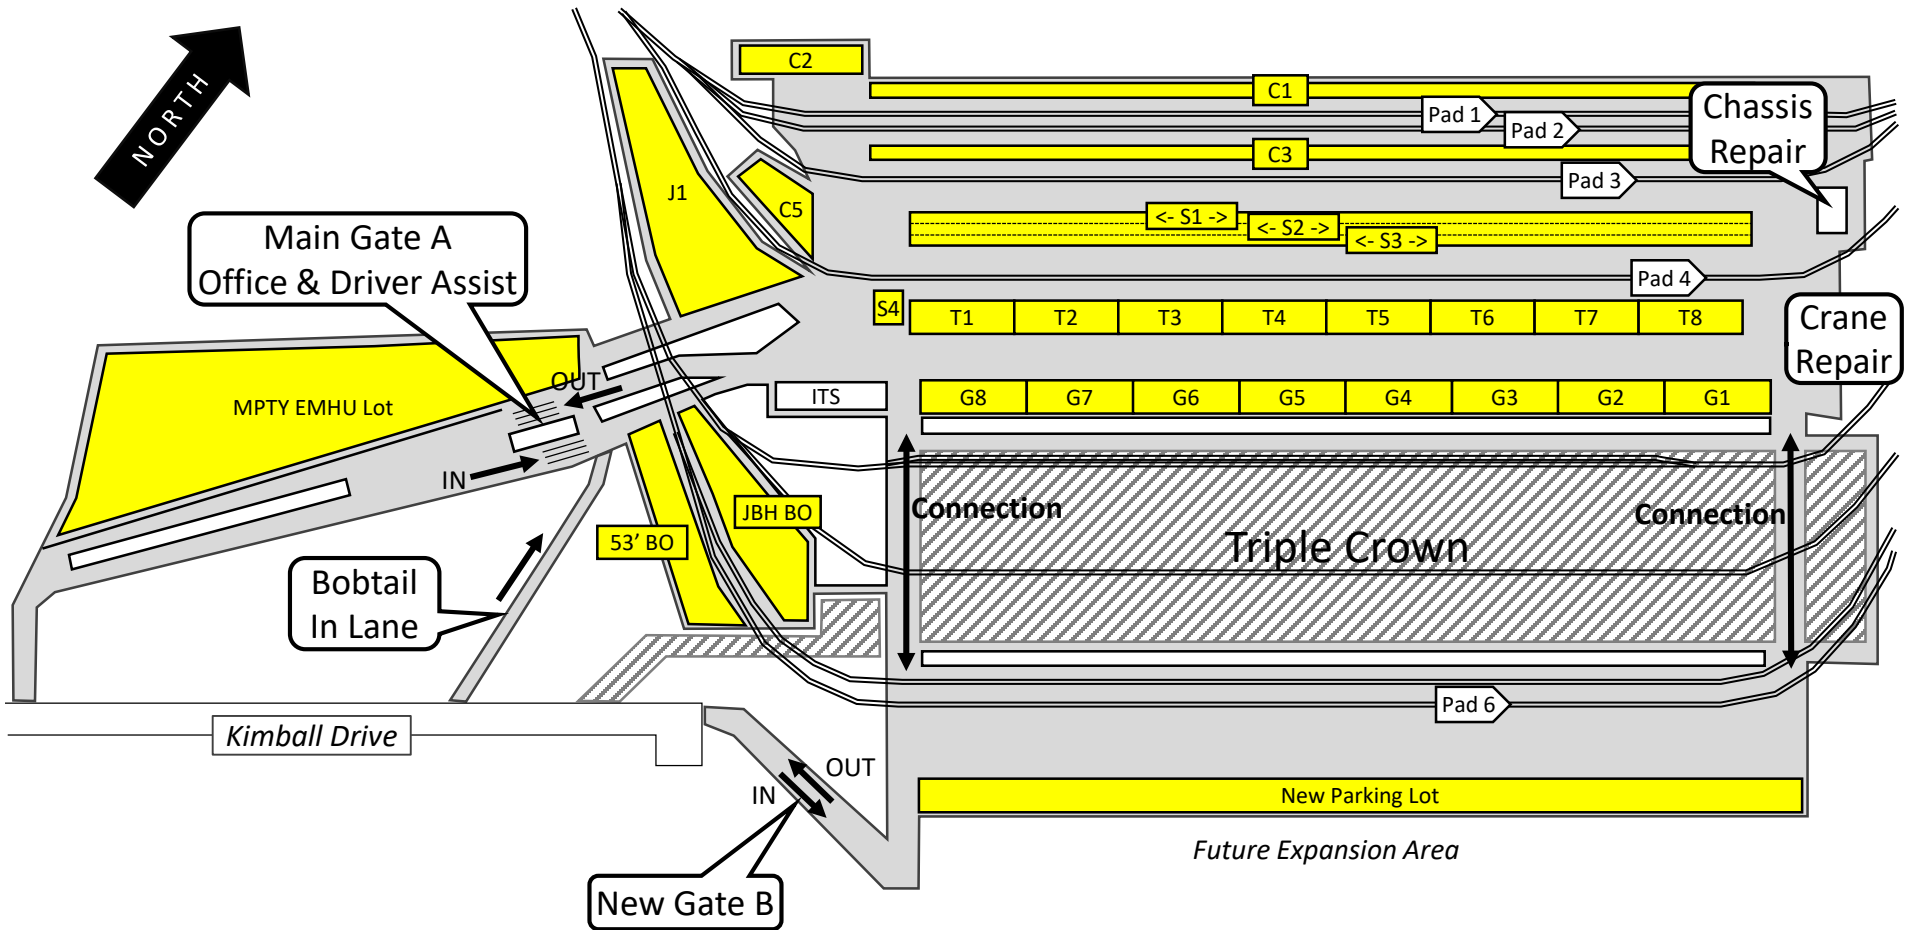 NORTH
C2
C1
Pad 1
Pad 2
Chassis
Repair
C3
Pad 3
J1
C5
<- S1 ->
<- S2 ->
<- S3 ->
Main Gate A
Office & Driver Assist
Pad 4
S4
T1
T2
T3
T4
T5
T6
T7
T8
Crane
Repair
MPTY EMHU Lot
OUT
IN
ITS
G8
G7
G6
G5
G4
G3
G2
G1
JBH BO
53’ BO
Connection
Connection
Triple Crown
Bobtail
In Lane
Pad 6
Kimball Drive
OUT
IN
New Parking Lot
Future Expansion Area
New Gate B